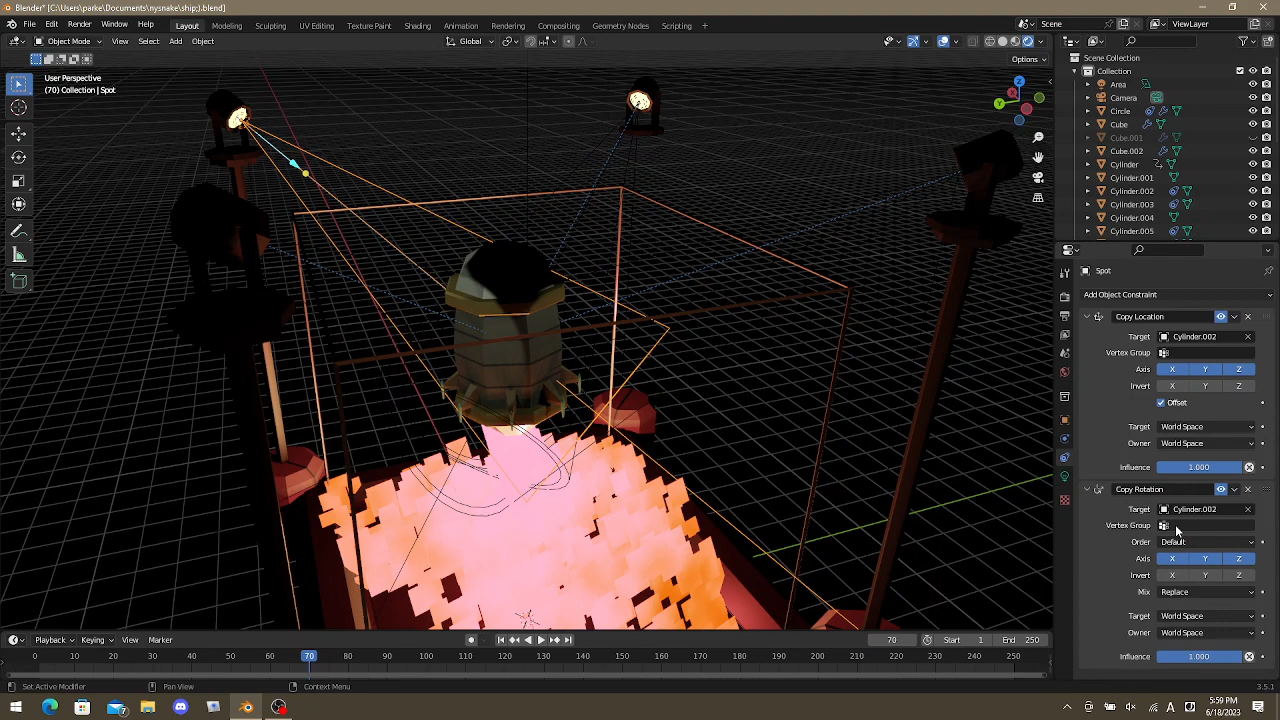 Blender* [C:\Users\parke\Documents\nysnake\ship;).blend]
File Edit Render Window Help Layout Modeling Sculpting UV Editing Texture Paint Shading Animation Rendering Compositing Geometry Nodes Scripting + Scene ViewLayer
Object Mode View Select Add Object Global
Options
User Perspective
(70) Collection | Spot
Z
X
Y
Scene Collection
Collection
Area
Camera
Circle
Cube
Cube.001
Cube.002
Cylinder
Cylinder.001
Cylinder.002
Cylinder.003
Cylinder.004
Cylinder.005
Spot
Add Object Constraint
Copy Location
Target Cylinder.002
Vertex Group
Axis X Y Z
Invert X Y Z
Offset
Target World Space
Owner World Space
Influence 1.000
Copy Rotation
Target Cylinder.002
Vertex Group
Order Default
Axis X Y Z
Invert X Y Z
Mix Replace
Target World Space
Owner World Space
Influence 1.000
Playback Keying View Marker 70 Start 1 End 250
0 10 20 30 40 50 60 70 80 90 100 110 120 130 140 150 160 170 180 190 200 210 220 230 240 250
Set Active Modifier Pan View Context Menu 3.5.1
7
A
5:59 PM
6/18/2023